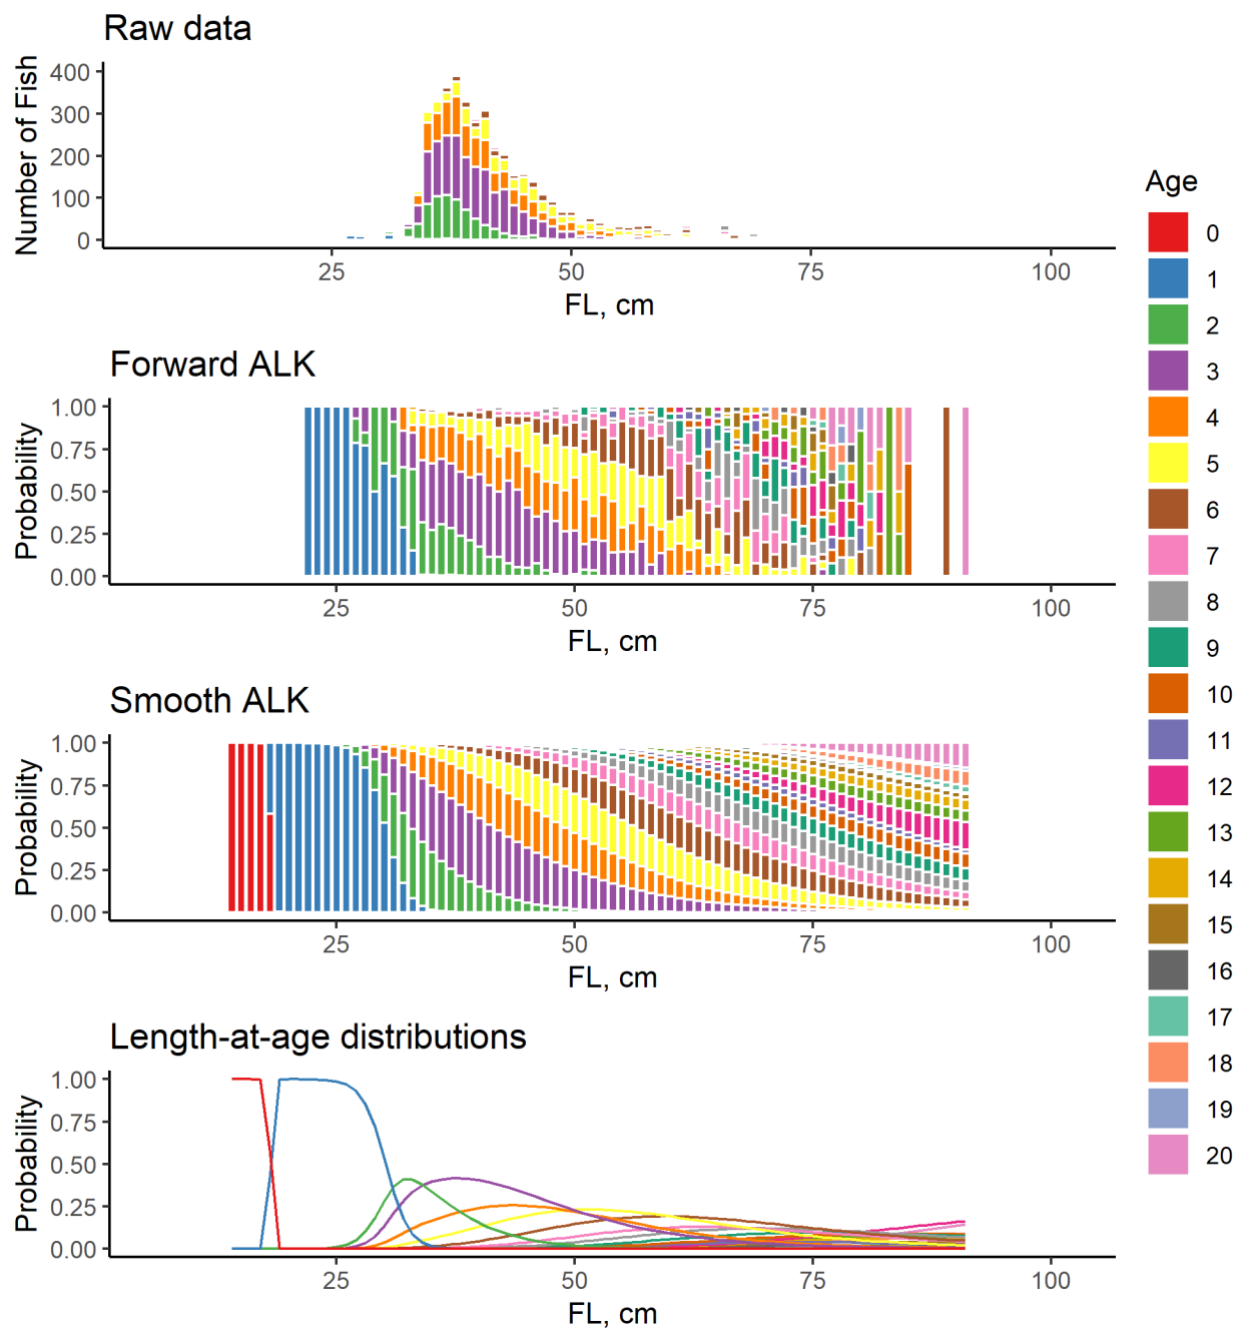 Raw data
Number of Fish
400
300
200
100
0
25 50 75 100
FL, cm
Forward ALK
Probability
1.00
0.75
0.50
0.25
0.00
25 50 75 100
FL, cm
Smooth ALK
Probability
1.00
0.75
0.50
0.25
0.00
25 50 75 100
FL, cm
Length-at-age distributions
Probability
1.00
0.75
0.50
0.25
0.00
25 50 75 100
FL, cm
Age
0
1
2
3
4
5
6
7
8
9
10
11
12
13
14
15
16
17
18
19
20